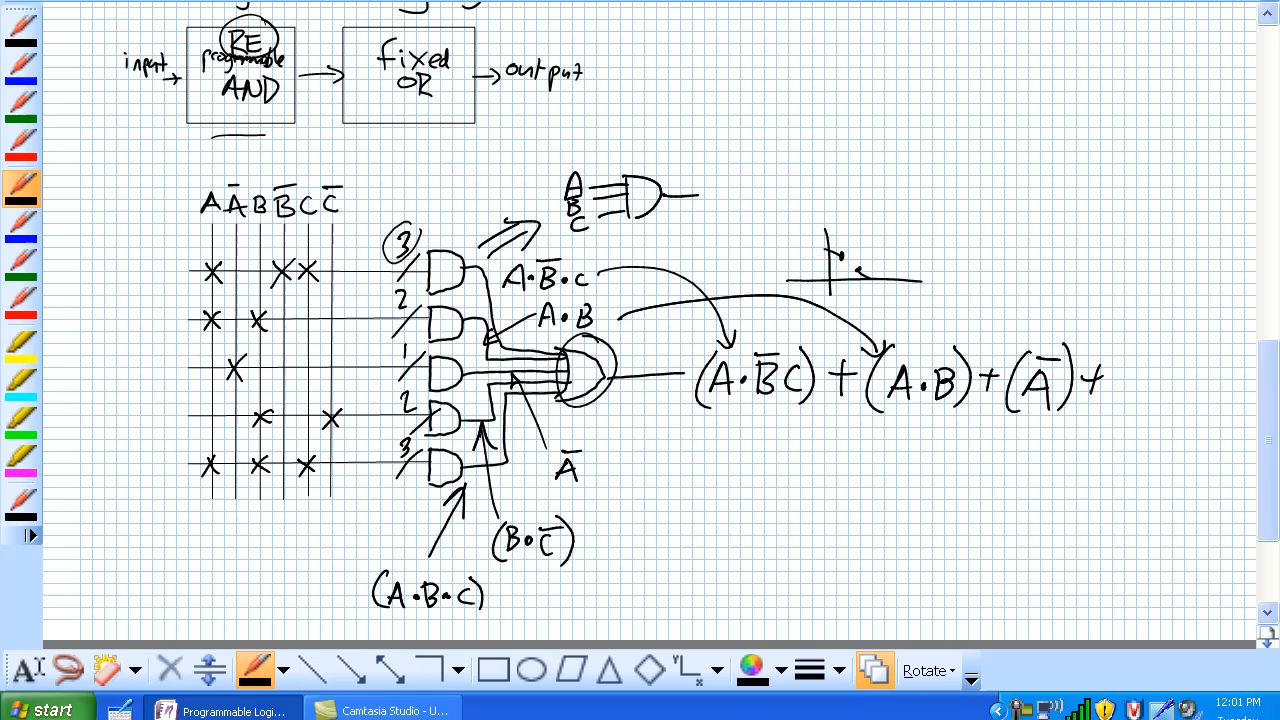 RE
input programmable AND
fixed OR
output
A A̅ B B̅ C C̅
A
B
C
3
A·B̅·C
2
A·B
1
(A·B̅C)+(A·B)+(A̅)+
2
3
A̅
(B·C̅)
(A·B·C)
A
Rotate
start
Programmable Logi...
Camtasia Studio - U...
12:01 PM
Tuesday